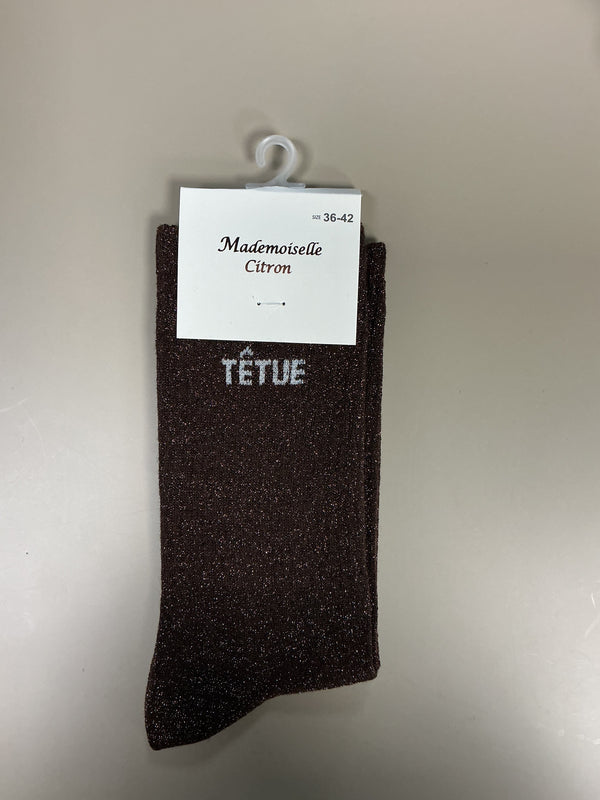 SIZE 36-42
Mademoiselle
Citron
TÊTUE